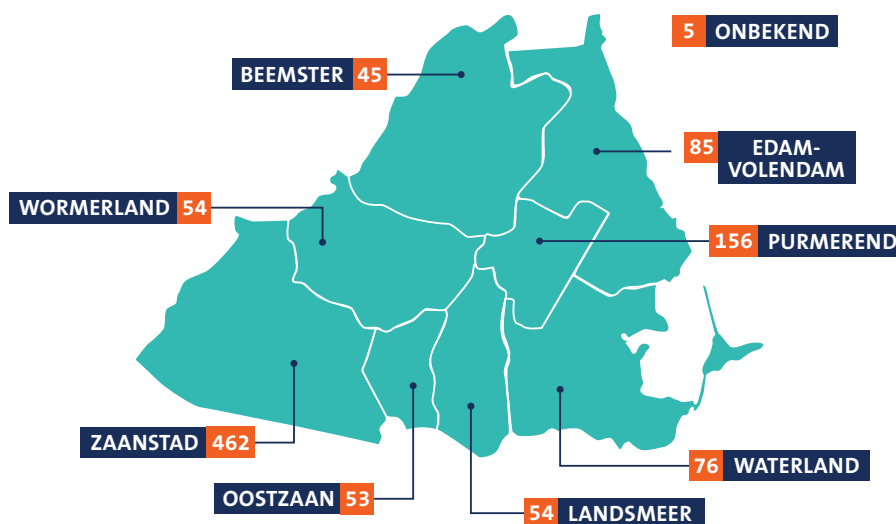 5 ONBEKEND
BEEMSTER 45
85 EDAM-
VOLENDAM
WORMERLAND 54
156 PURMEREND
ZAANSTAD 462
76 WATERLAND
OOSTZAAN 53
54 LANDSMEER